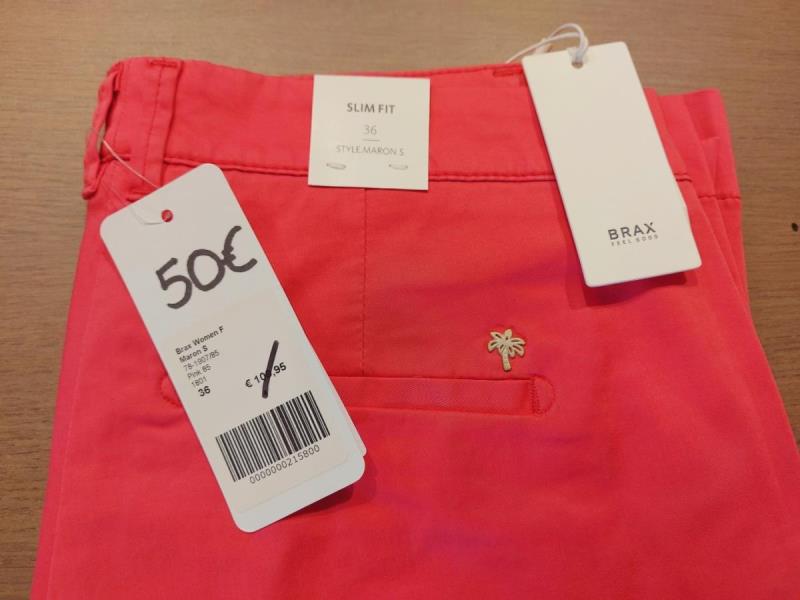 SLIM FIT
36
STYLE.MARON S
BRAX
FEEL GOOD
50€
Brax Women F
Maron S
78-1907/85
Pink 85
1801
36
€ ,95
0000000215800